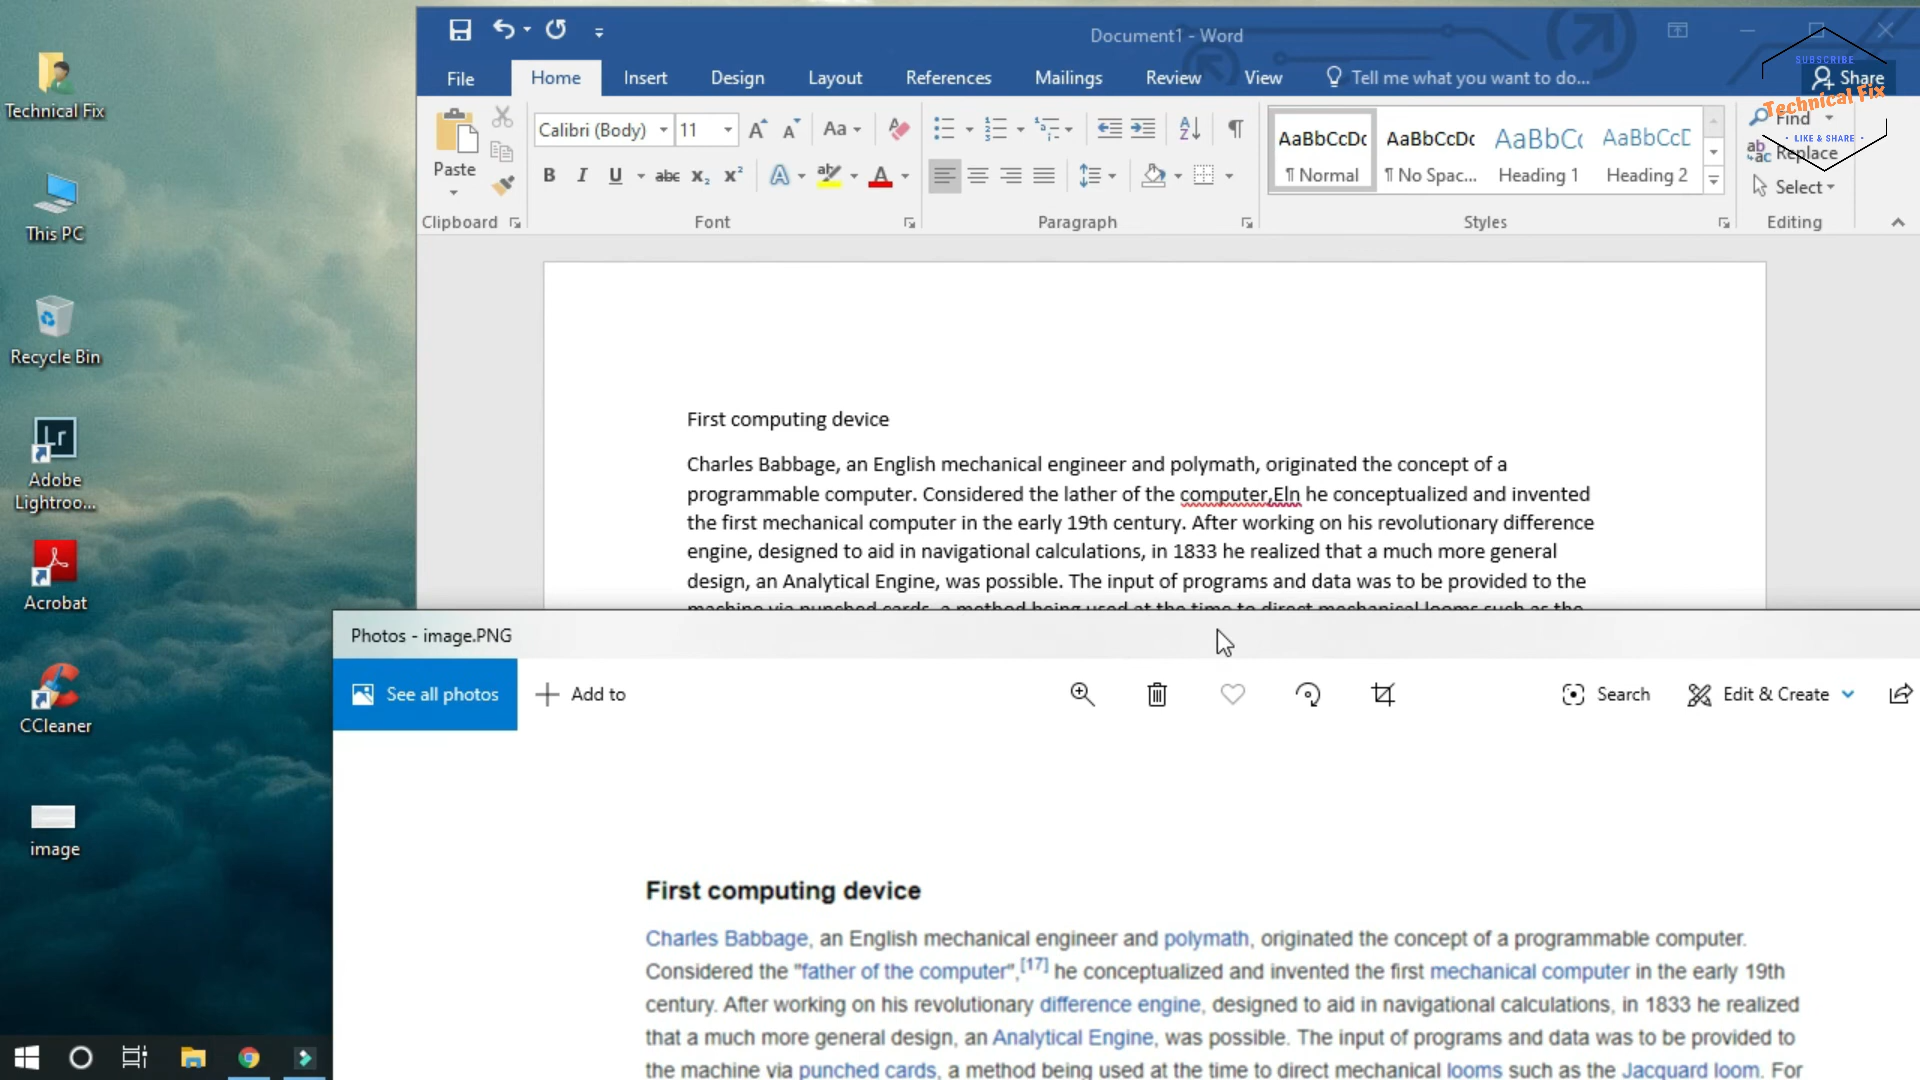 Document1 - Word
File Home Insert Design Layout References Mailings Review View Tell me what you want to do... Share
SUBSCRIBE
Technical Fix
LIKE & SHARE
Paste
Calibri (Body) 11
Aa
B I U abc x₂ x²
AaBbCcDc AaBbCcDc AaBbC AaBbCcD
¶ Normal ¶ No Spac... Heading 1 Heading 2
Find
Replace
Select
Clipboard Font Paragraph Styles Editing
Technical Fix
This PC
Recycle Bin
Lr
Adobe
Lightroo...
Acrobat
CCleaner
image
First computing device
Charles Babbage, an English mechanical engineer and polymath, originated the concept of a
programmable computer. Considered the lather of the computer,Eln he conceptualized and invented
the first mechanical computer in the early 19th century. After working on his revolutionary difference
engine, designed to aid in navigational calculations, in 1833 he realized that a much more general
design, an Analytical Engine, was possible. The input of programs and data was to be provided to the
machine via punched cards, a method being used at the time to direct mechanical looms such as the
Photos - image.PNG
See all photos Add to Search Edit & Create
First computing device
Charles Babbage, an English mechanical engineer and polymath, originated the concept of a programmable computer.
Considered the "father of the computer",[17] he conceptualized and invented the first mechanical computer in the early 19th
century. After working on his revolutionary difference engine, designed to aid in navigational calculations, in 1833 he realized
that a much more general design, an Analytical Engine, was possible. The input of programs and data was to be provided to
the machine via punched cards, a method being used at the time to direct mechanical looms such as the Jacquard loom. For